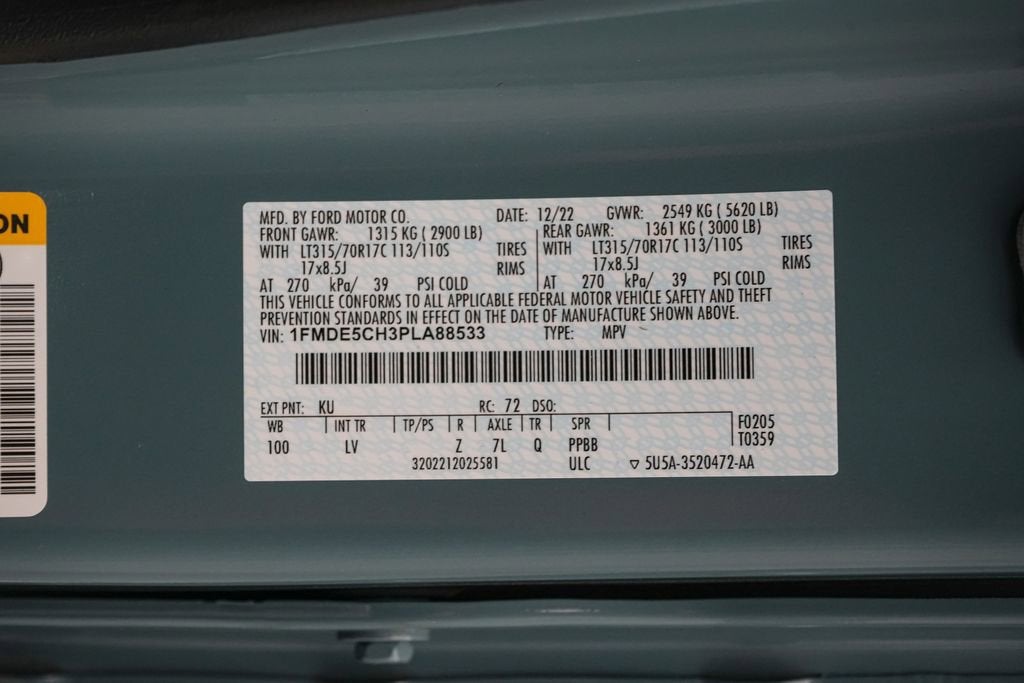 ON
MFD. BY FORD MOTOR CO. DATE: 12/22 GVWR: 2549 KG ( 5620 LB)
FRONT GAWR: 1315 KG ( 2900 LB) REAR GAWR: 1361 KG ( 3000 LB)
WITH LT315/70R17C 113/110S TIRES WITH LT315/70R17C 113/110S TIRES
17x8.5J RIMS 17x8.5J RIMS
AT 270 kPa/ 39 PSI COLD AT 270 kPa/ 39 PSI COLD
THIS VEHICLE CONFORMS TO ALL APPLICABLE FEDERAL MOTOR VEHICLE SAFETY AND THEFT
PREVENTION STANDARDS IN EFFECT ON THE DATE OF MANUFACTURE SHOWN ABOVE.
VIN: 1FMDE5CH3PLA88533 TYPE: MPV
EXT PNT: KU RC: 72 DSO:
WB INT TR TP/PS R AXLE TR SPR F0205
100 LV Z 7L Q PPBB T0359
3202212025581 ULC ▽ 5U5A-3520472-AA